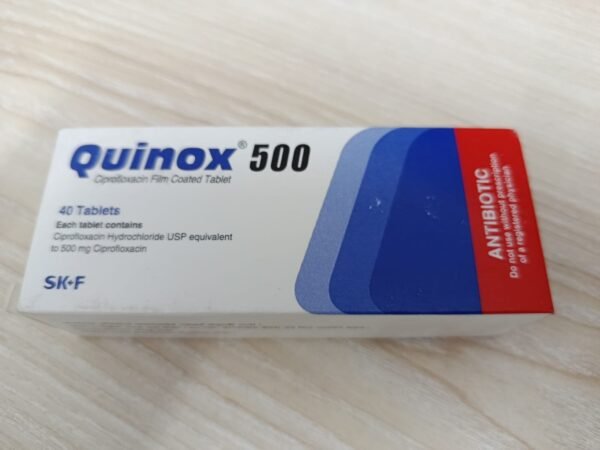 Quinox® 500
Ciprofloxacin Film Coated Tablet
40 Tablets
Each tablet contains
Ciprofloxacin Hydrochloride USP equivalent
to 500 mg Ciprofloxacin
SK+F
ANTIBIOTIC
Do not use without prescription
of a registered physician